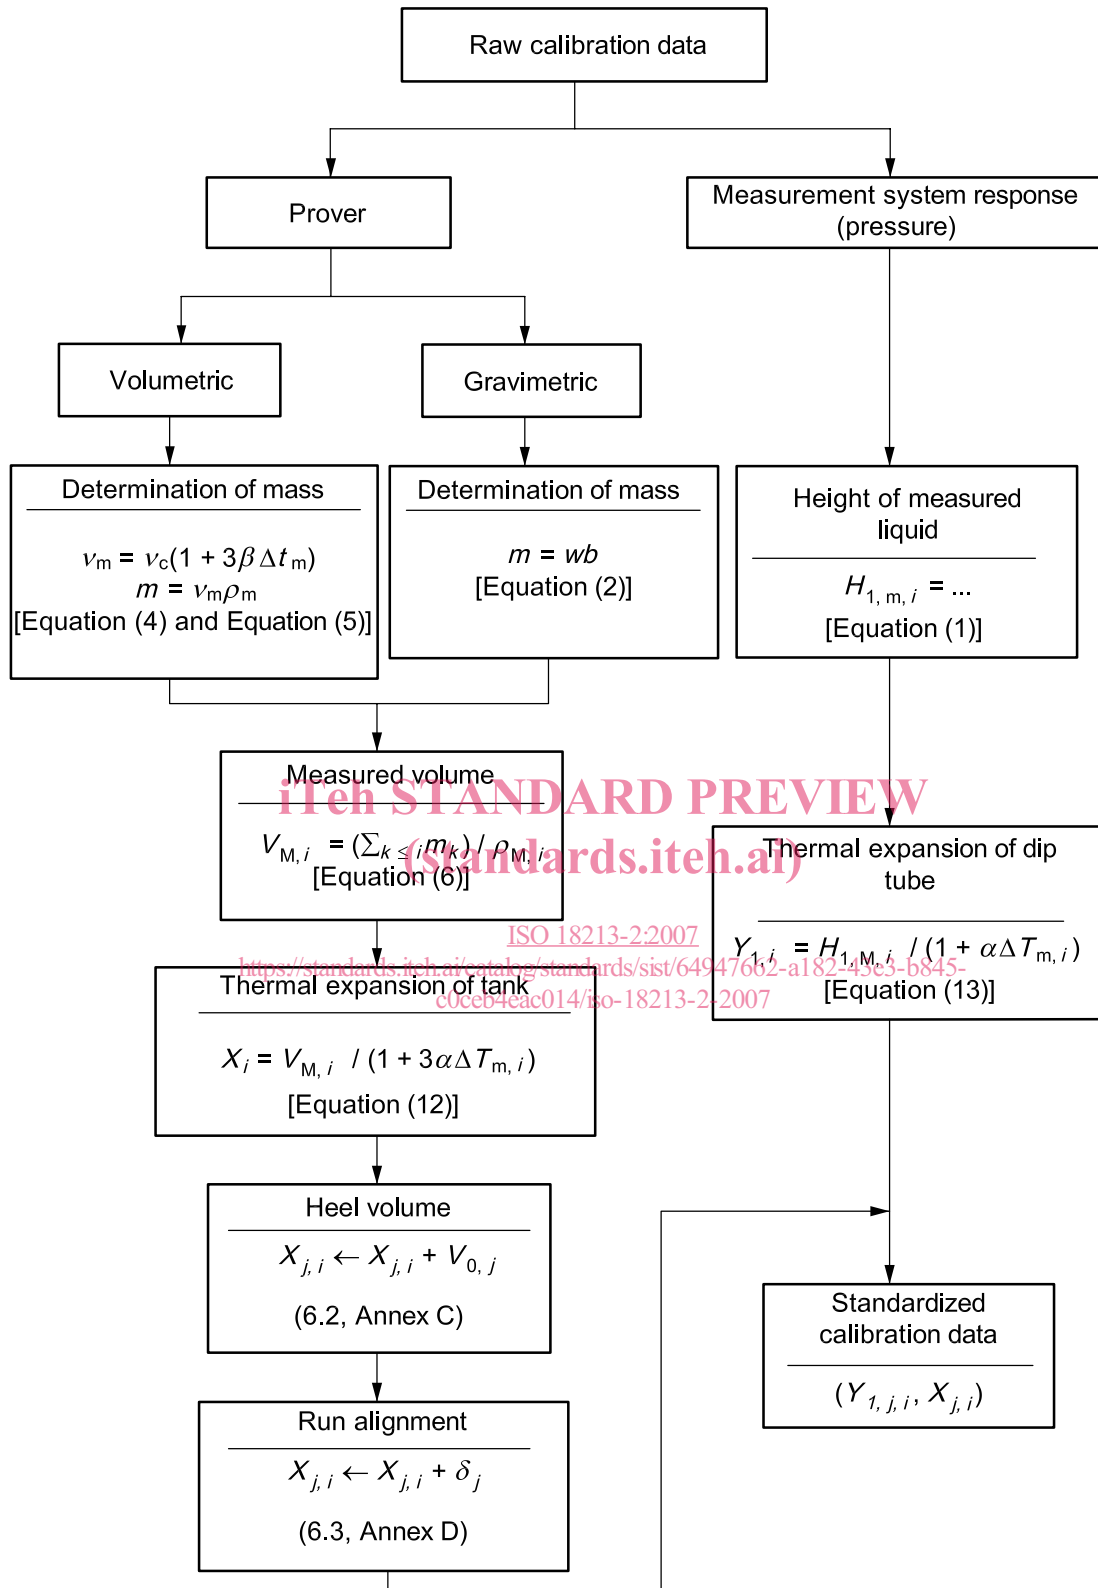 Raw calibration data
Prover
Measurement system response
(pressure)
Volumetric
Gravimetric
Determination of mass
νm = νc(1 + 3βΔtm)
m = νmρm
[Equation (4) and Equation (5)]
Determination of mass
m = wb
[Equation (2)]
Height of measured
liquid
H1, m, i = ...
[Equation (1)]
Measured volume
VM, i = (∑k ≤ i mk) / ρM, i
[Equation (6)]
iTeh STANDARD PREVIEW
(standards.iteh.ai)
Thermal expansion of dip
tube
Y1, i = H1, M, i / (1 + αΔTm, i)
[Equation (13)]
ISO 18213-2:2007
https://standards.iteh.ai/catalog/standards/sist/64947662-a182-43e3-b845-
c0ceb4eac014/iso-18213-2-2007
Thermal expansion of tank
Xi = VM, i / (1 + 3αΔTm, i)
[Equation (12)]
Heel volume
Xj, i ← Xj, i + V0, j
(6.2, Annex C)
Standardized
calibration data
(Y1, j, i, Xj, i)
Run alignment
Xj, i ← Xj, i + δj
(6.3, Annex D)